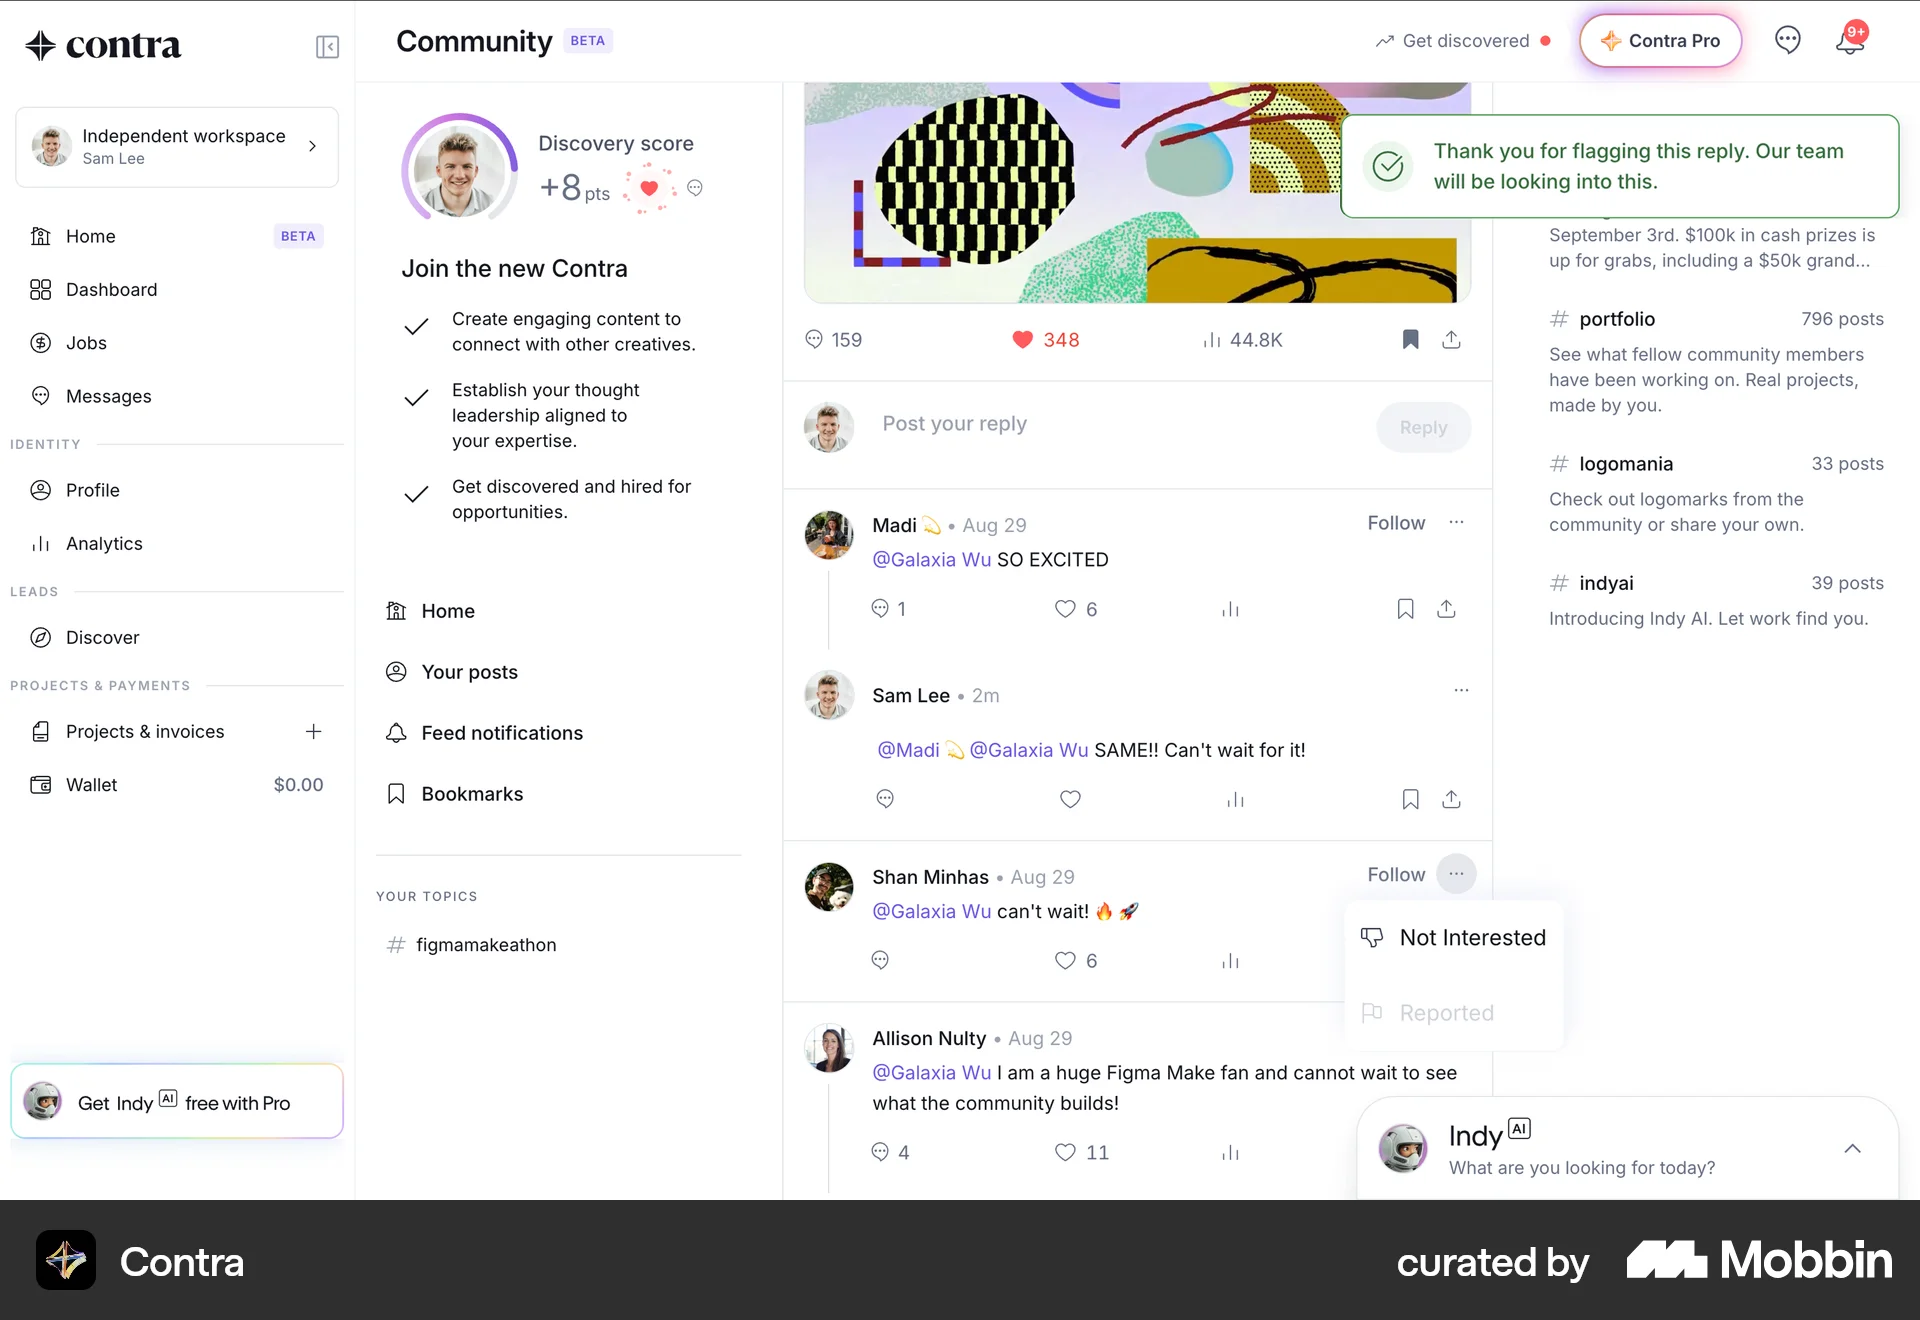 contra
Independent workspace
Sam Lee
Home
BETA
Dashboard
Jobs
Messages
IDENTITY
Profile
Analytics
LEADS
Discover
PROJECTS & PAYMENTS
Projects & invoices
Wallet
$0.00
Get Indy AI free with Pro
Community
BETA
Get discovered
Contra Pro
9+
Discovery score
+8 pts
Join the new Contra
Create engaging content to
connect with other creatives.
Establish your thought
leadership aligned to
your expertise.
Get discovered and hired for
opportunities.
Home
Your posts
Feed notifications
Bookmarks
YOUR TOPICS
# figmamakeathon
159
348
44.8K
Post your reply
Reply
Madi 💫 • Aug 29
Follow
@Galaxia Wu SO EXCITED
1
6
Sam Lee • 2m
@Madi 💫 @Galaxia Wu SAME!! Can't wait for it!
Shan Minhas • Aug 29
Follow
@Galaxia Wu can't wait! 🔥 🚀
6
Not Interested
Reported
Allison Nulty • Aug 29
@Galaxia Wu I am a huge Figma Make fan and cannot wait to see
what the community builds!
4
11
Thank you for flagging this reply. Our team
will be looking into this.
September 3rd. $100k in cash prizes is
up for grabs, including a $50k grand...
# portfolio
796 posts
See what fellow community members
have been working on. Real projects,
made by you.
# logomania
33 posts
Check out logomarks from the
community or share your own.
# indyai
39 posts
Introducing Indy AI. Let work find you.
Indy AI
What are you looking for today?
Contra
curated by
Mobbin